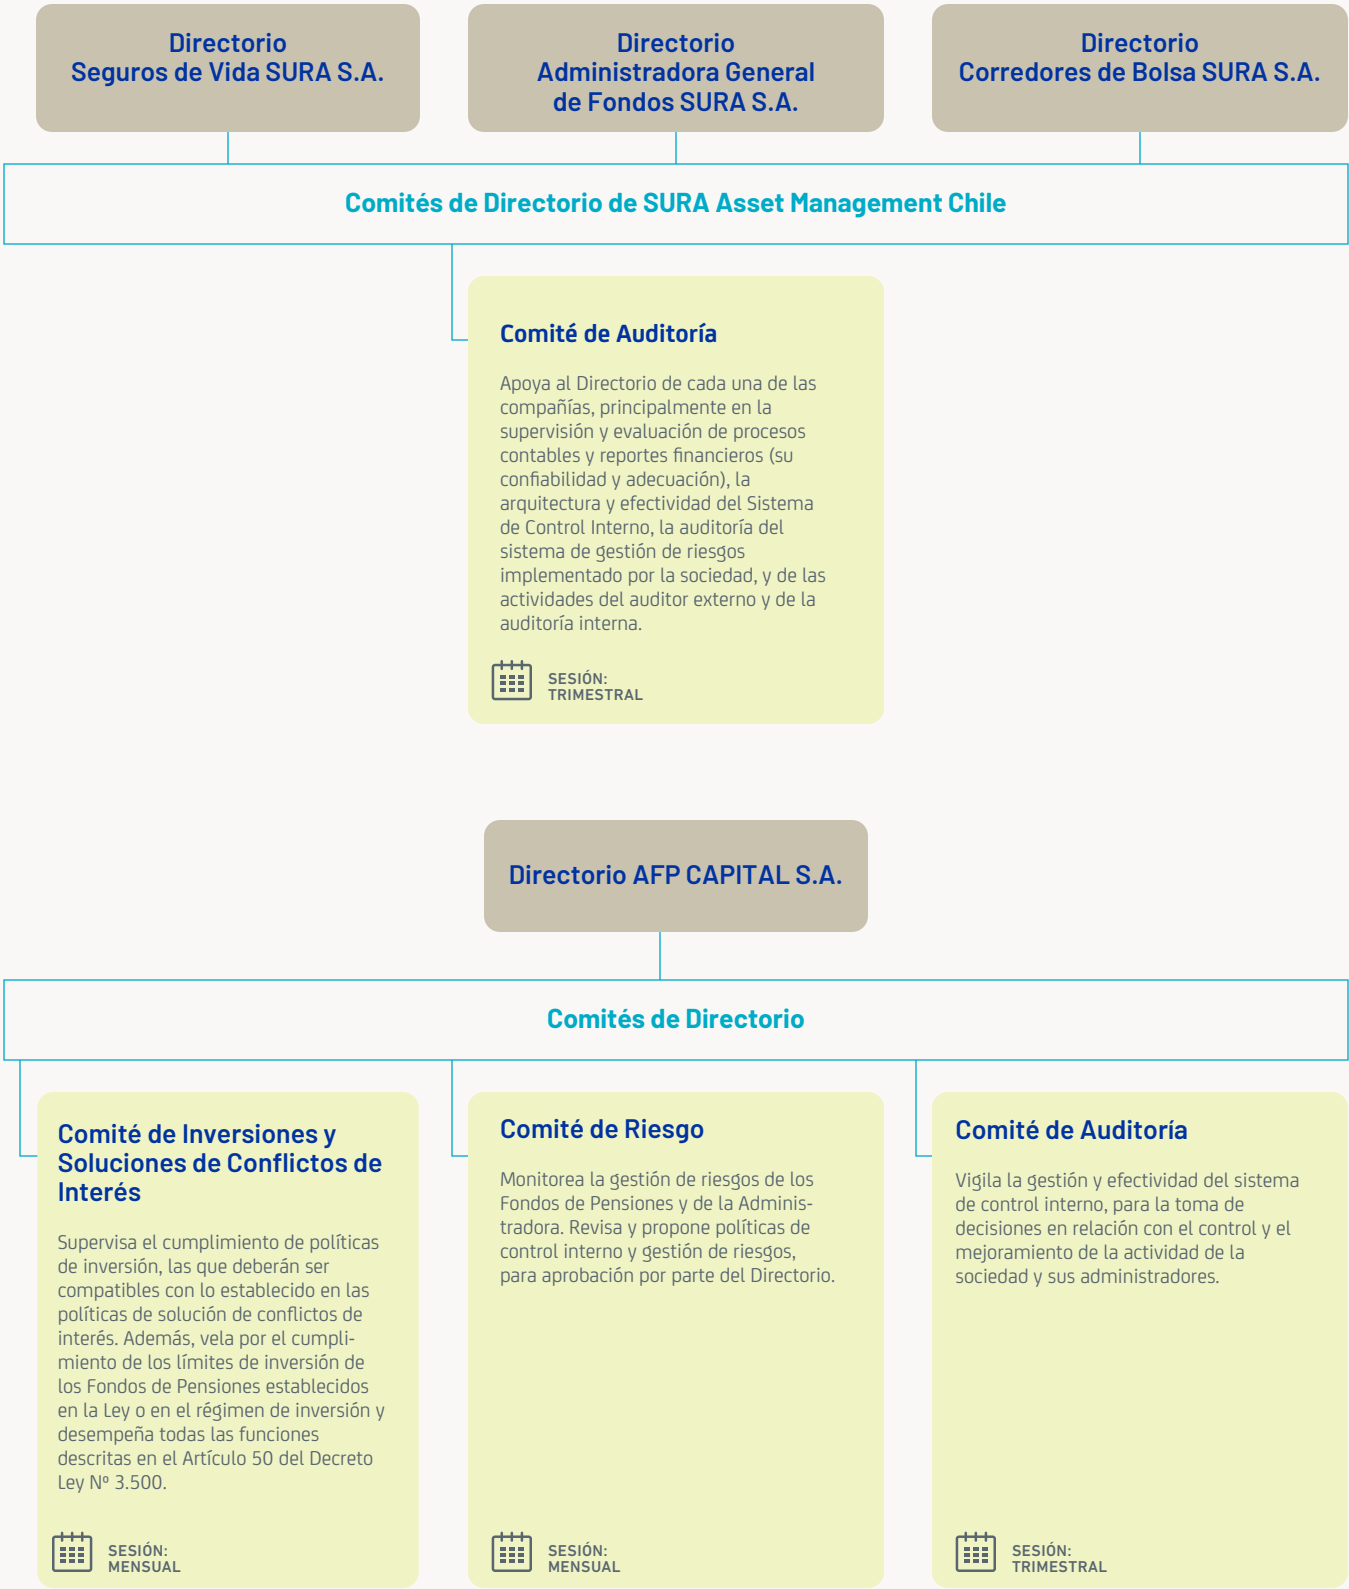 Directorio
Seguros de Vida SURA S.A.
Directorio
Administradora General
de Fondos SURA S.A.
Directorio
Corredores de Bolsa SURA S.A.
Comités de Directorio de SURA Asset Management Chile
Comité de Auditoría
Apoya al Directorio de cada una de las
compañías, principalmente en la
supervisión y evaluación de procesos
contables y reportes financieros (su
confiabilidad y adecuación), la
arquitectura y efectividad del Sistema
de Control Interno, la auditoría del
sistema de gestión de riesgos
implementado por la sociedad, y de las
actividades del auditor externo y de la
auditoría interna.
SESIÓN:
TRIMESTRAL
Directorio AFP CAPITAL S.A.
Comités de Directorio
Comité de Inversiones y
Soluciones de Conflictos de
Interés
Supervisa el cumplimiento de políticas
de inversión, las que deberán ser
compatibles con lo establecido en las
políticas de solución de conflictos de
interés. Además, vela por el cumpli-
miento de los límites de inversión de
los Fondos de Pensiones establecidos
en la Ley o en el régimen de inversión y
desempeña todas las funciones
descritas en el Artículo 50 del Decreto
Ley Nº 3.500.
SESIÓN:
MENSUAL
Comité de Riesgo
Monitorea la gestión de riesgos de los
Fondos de Pensiones y de la Adminis-
tradora. Revisa y propone políticas de
control interno y gestión de riesgos,
para aprobación por parte del Directorio.
SESIÓN:
MENSUAL
Comité de Auditoría
Vigila la gestión y efectividad del sistema
de control interno, para la toma de
decisiones en relación con el control y el
mejoramiento de la actividad de la
sociedad y sus administradores.
SESIÓN:
TRIMESTRAL